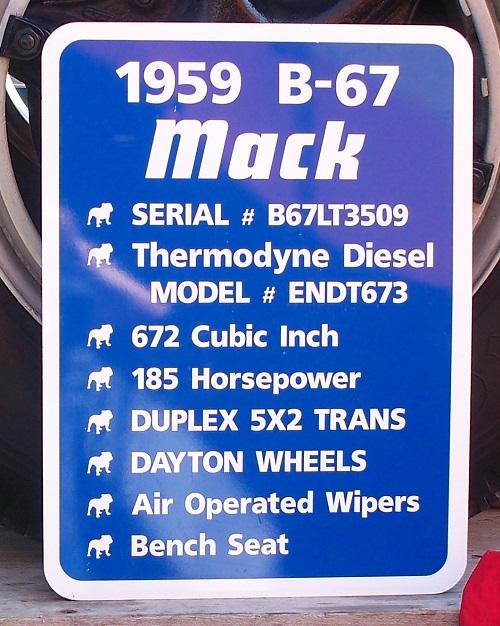 1959 B-67
Mack
SERIAL # B67LT3509
Thermodyne Diesel
MODEL # ENDT673
672 Cubic Inch
185 Horsepower
DUPLEX 5X2 TRANS
DAYTON WHEELS
Air Operated Wipers
Bench Seat